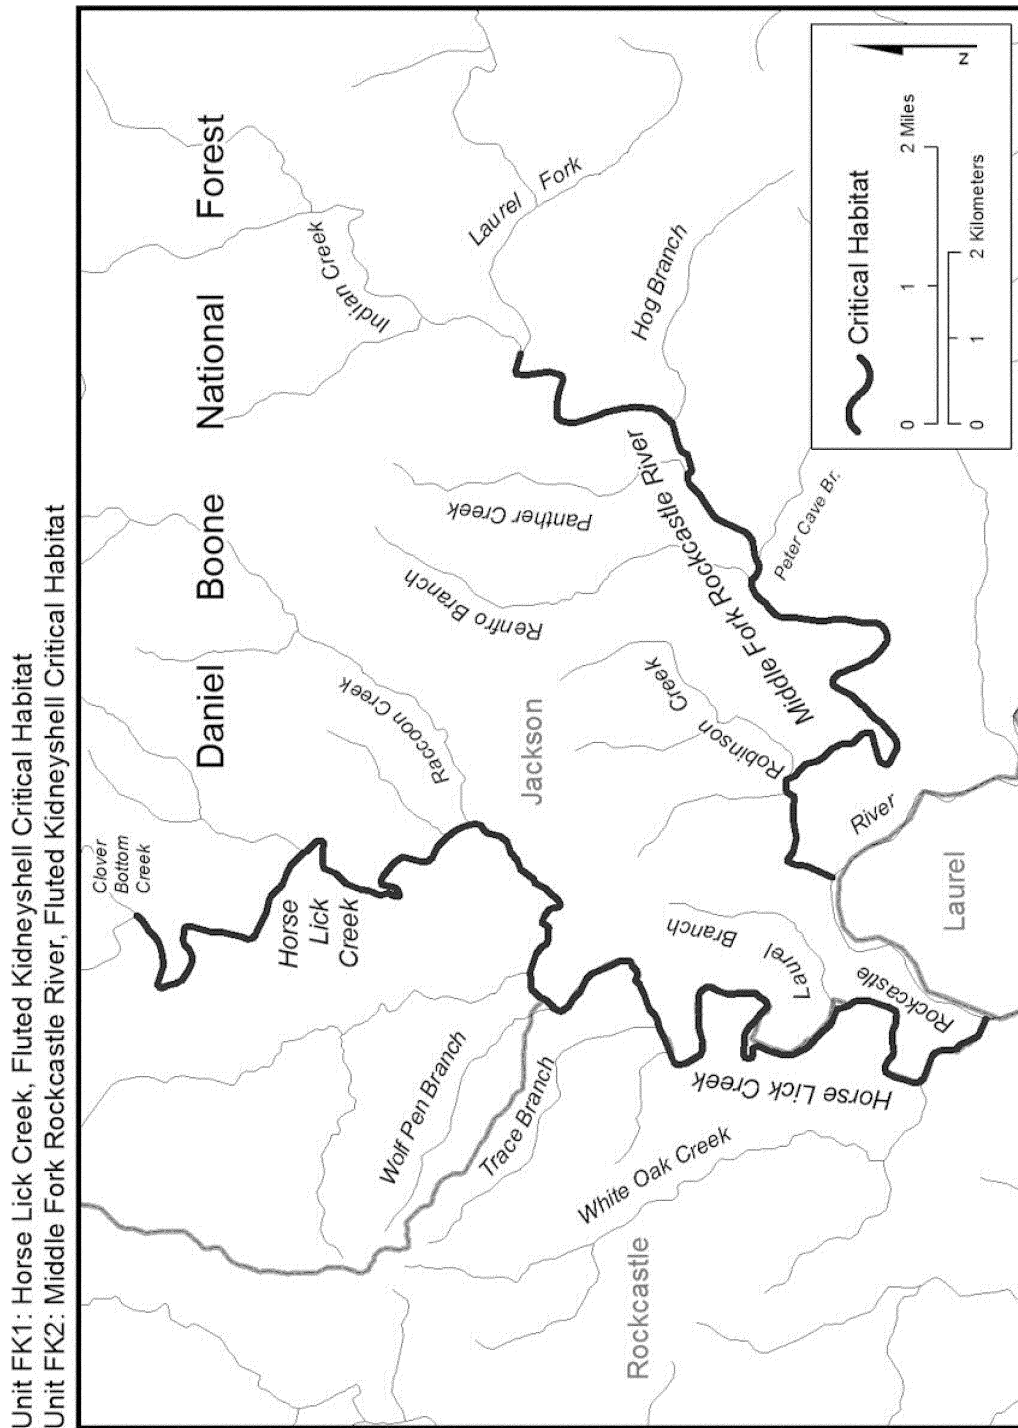 Unit FK1: Horse Lick Creek, Fluted Kidneyshell Critical Habitat
Unit FK2: Middle Fork Rockcastle River, Fluted Kidneyshell Critical Habitat
Daniel Boone National Forest
Clover
Bottom
Creek
Indian Creek
Raccoon Creek
Horse
Lick
Creek
Laurel Fork
Panther Creek
Renfro Branch
Wolf Pen Branch
Jackson
Trace Branch
Hog Branch
Middle Fork Rockcastle River
Robinson Creek
Laurel Branch
Horse Lick Creek
White Oak Creek
Rockcastle
Peter Cave Br.
Rockcastle River
Laurel
Critical Habitat
0 1 2 Miles
0 1 2 Kilometers
N